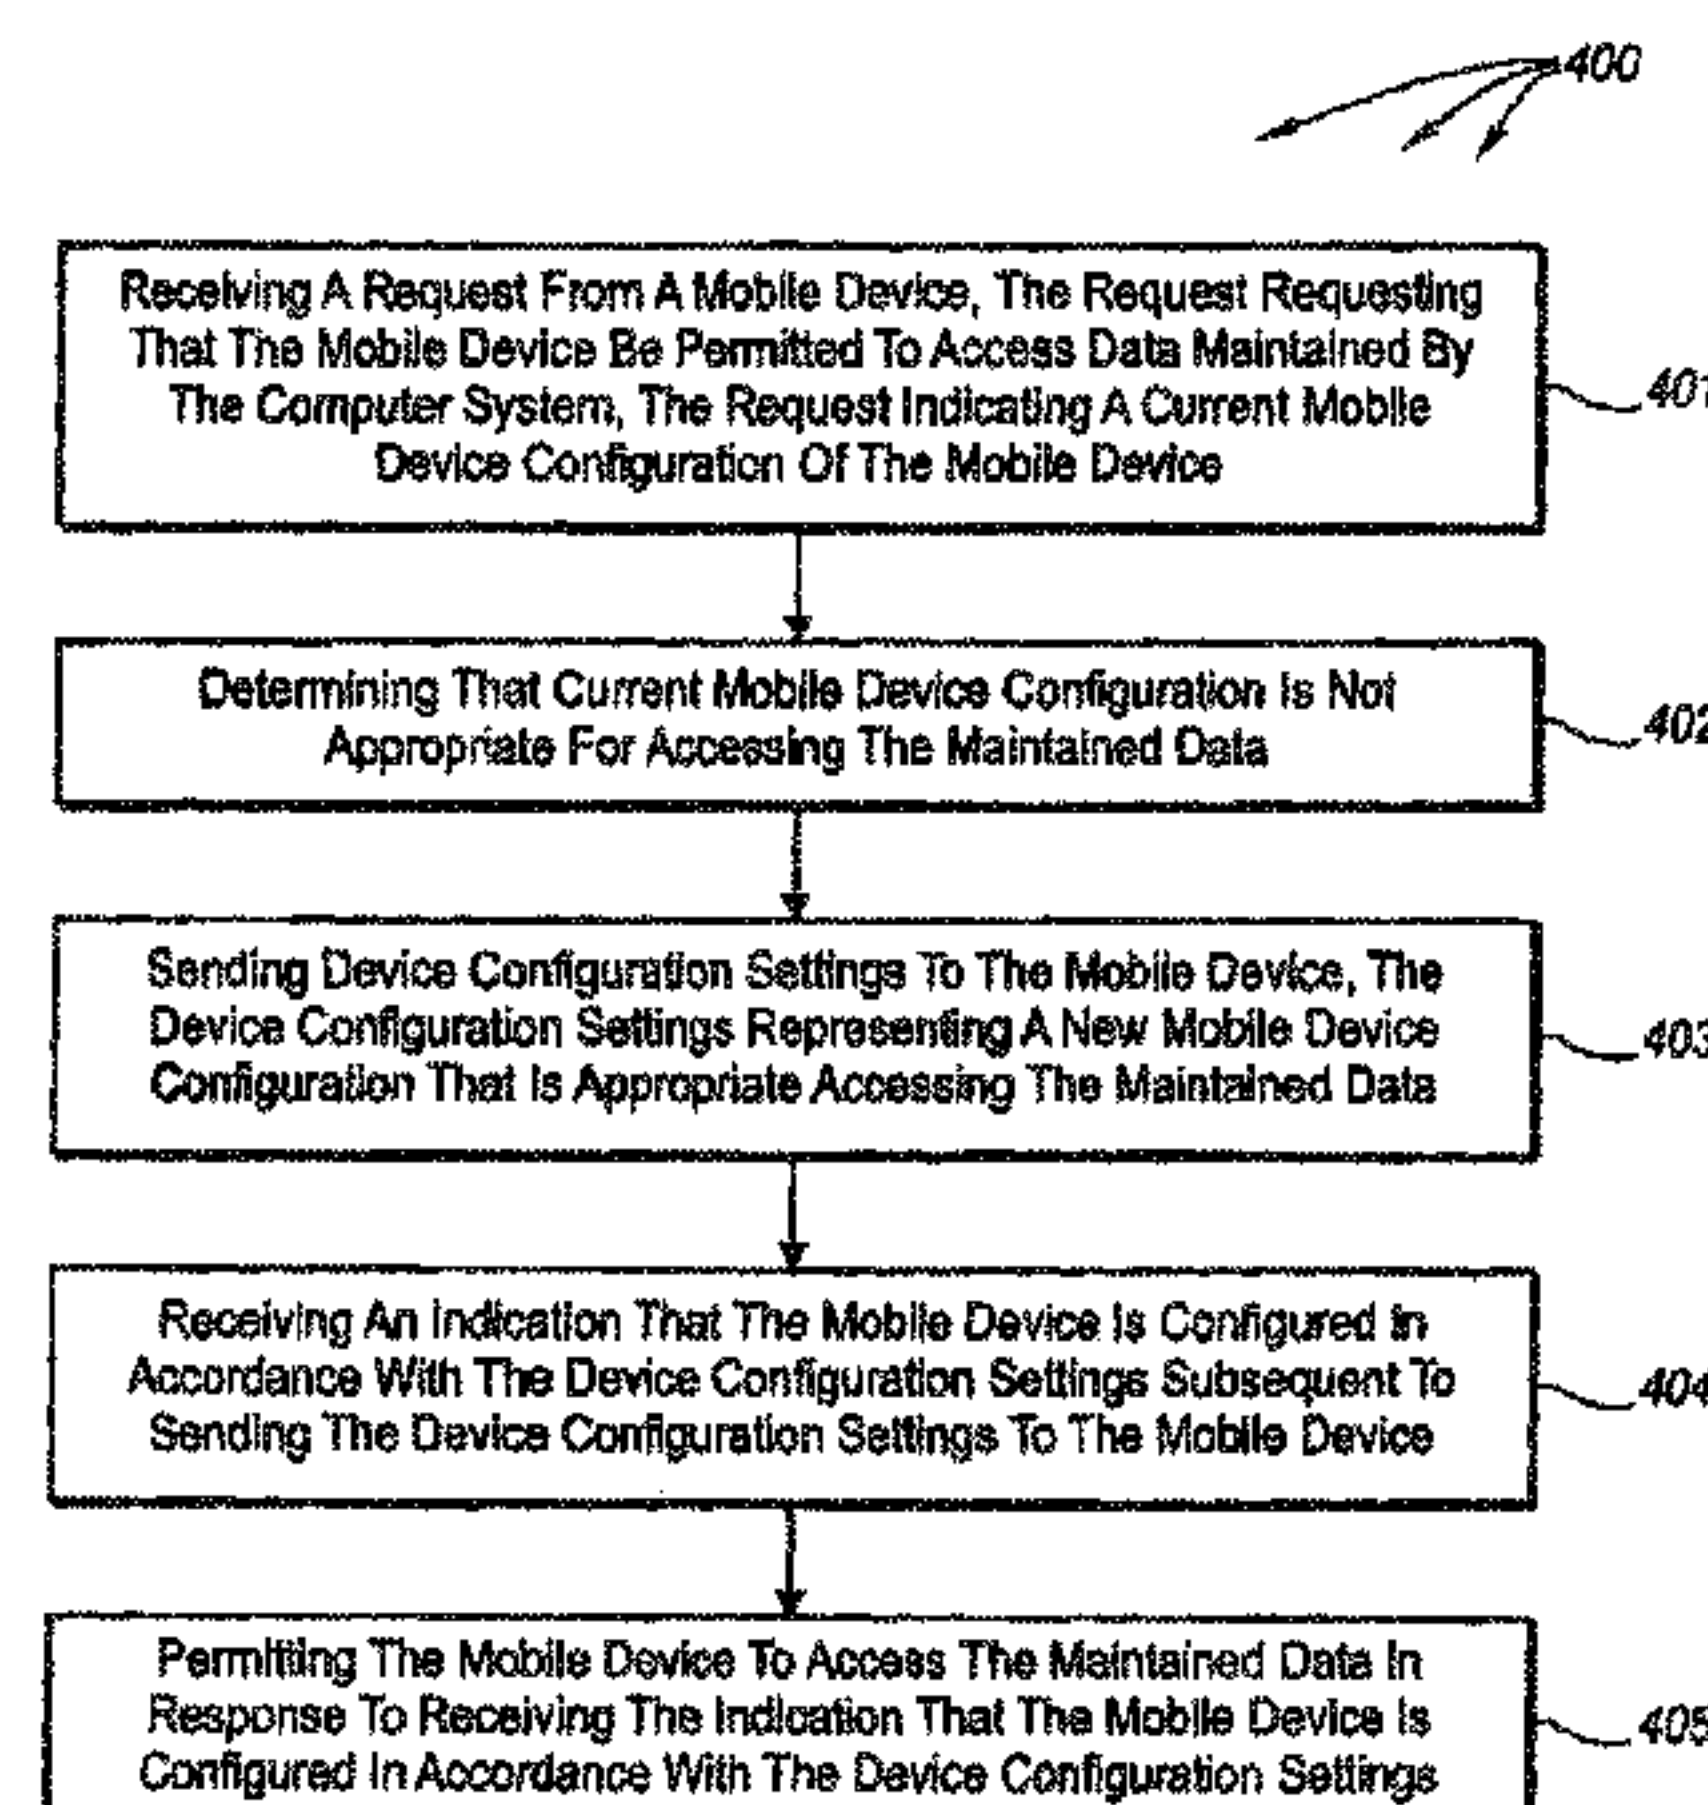 400
Receiving A Request From A Mobile Device, The Request Requesting
That The Mobile Device Be Permitted To Access Data Maintained By
The Computer System, The Request Indicating A Current Mobile
Device Configuration Of The Mobile Device
401
Determining That Current Mobile Device Configuration Is Not
Appropriate For Accessing The Maintained Data
402
Sending Device Configuration Settings To The Mobile Device, The
Device Configuration Settings Representing A New Mobile Device
Configuration That Is Appropriate Accessing The Maintained Data
403
Receiving An Indication That The Mobile Device Is Configured In
Accordance With The Device Configuration Settings Subsequent To
Sending The Device Configuration Settings To The Mobile Device
404
Permitting The Mobile Device To Access The Maintained Data In
Response To Receiving The Indication That The Mobile Device Is
Configured In Accordance With The Device Configuration Settings
405